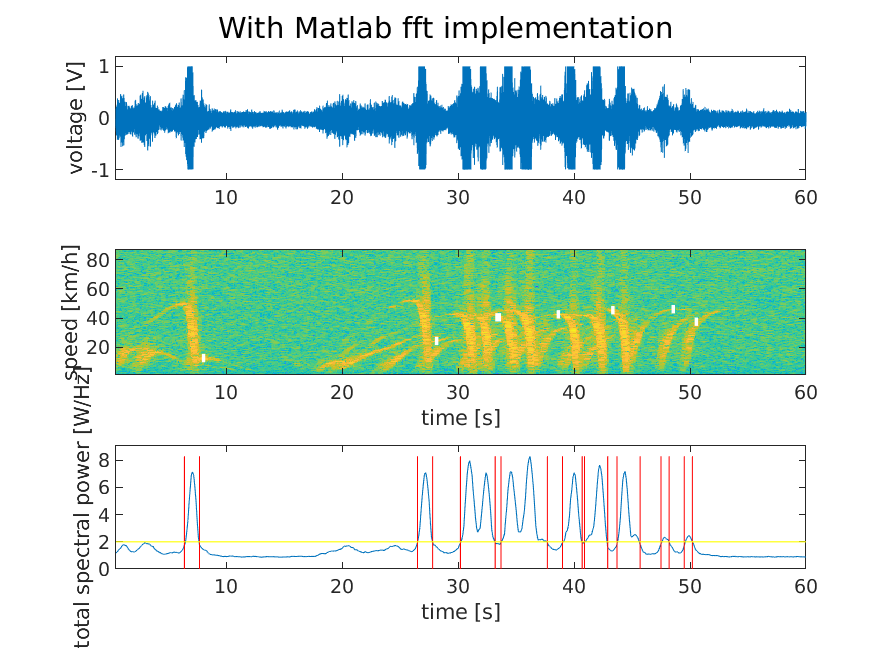 With Matlab fft implementation
voltage [V]
1
0
-1
10 20 30 40 50 60
speed [km/h]
80
60
40
20
10 20 30 40 50 60
time [s]
total spectral power [W/Hz]
8
6
4
2
0
10 20 30 40 50 60
time [s]